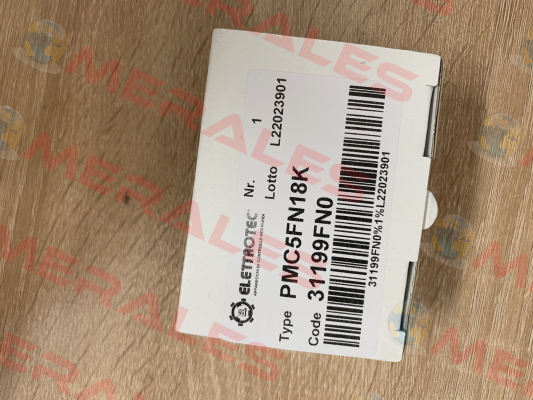 ELETTROTEC
Nr. 1
Lotto L22023901
Type PMC5FN18K
Code 31199FN0
31199FN0%1%L22023901
MERALES
MERALES
MERALES